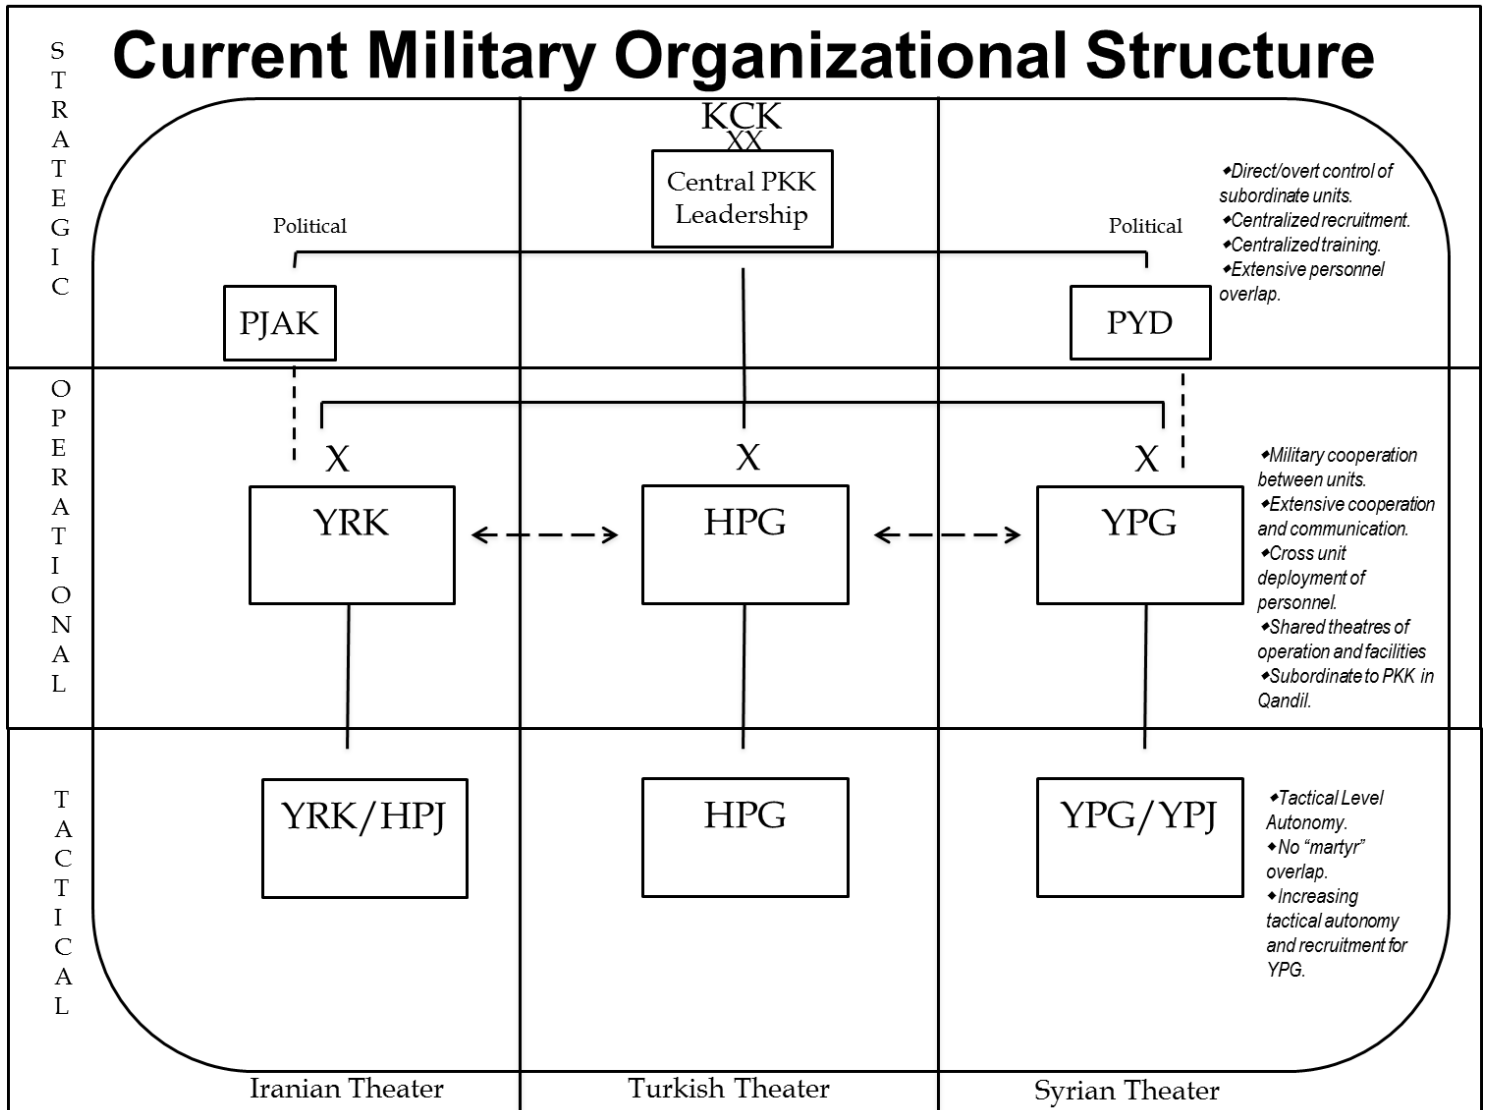 Current Military Organizational Structure
STRATEGIC
KCK
XX
Central PKK
Leadership
Political
Political
PJAK
PYD
◆Direct/overt control of
subordinate units.
◆Centralized recruitment.
◆Centralized training.
◆Extensive personnel
overlap.
OPERATIONAL
X
X
X
YRK
HPG
YPG
◆Military cooperation
between units.
◆Extensive cooperation
and communication.
◆Cross unit
deployment of
personnel.
◆Shared theatres of
operation and facilities
◆Subordinate to PKK in
Qandil.
TACTICAL
YRK/HPJ
HPG
YPG/YPJ
◆Tactical Level
Autonomy.
◆No “martyr”
overlap.
◆Increasing
tactical autonomy
and recruitment for
YPG.
Iranian Theater
Turkish Theater
Syrian Theater